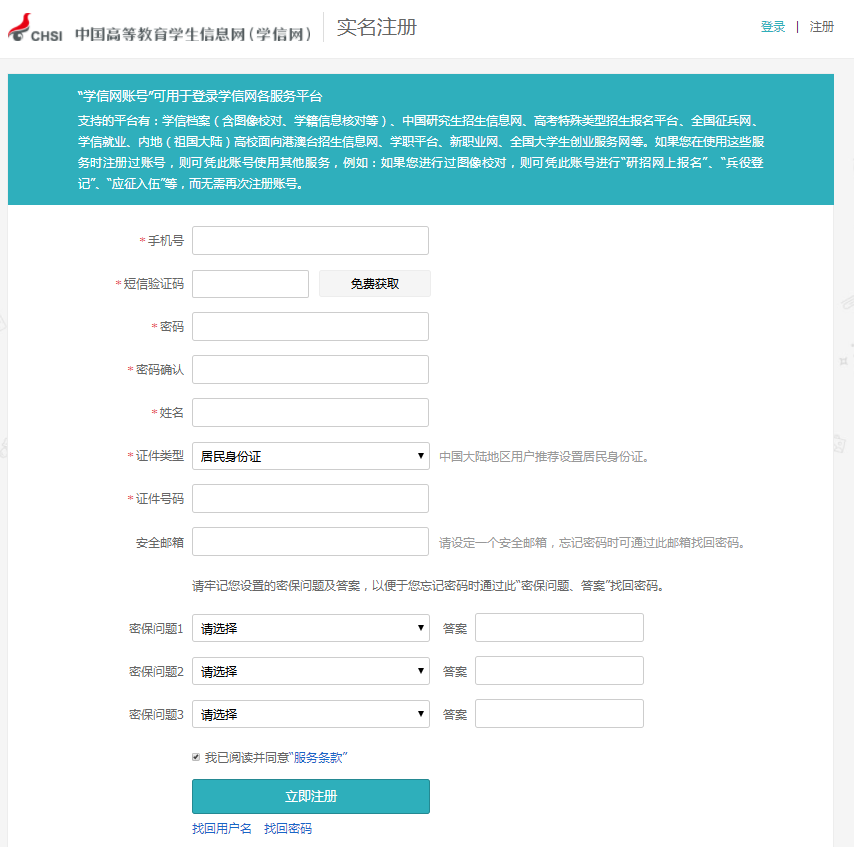 CHSI 中国高等教育学生信息网(学信网) 实名注册 登录 | 注册
“学信网账号”可用于登录学信网各服务平台
支持的平台有：学信档案（含图像校对、学籍信息核对等）、中国研究生招生信息网、高考特殊类型招生报名平台、全国征兵网、
学信就业、内地（祖国大陆）高校面向港澳台招生信息网、学职平台、新职业网、全国大学生创业服务网等。如果您在使用这些服
务时注册过账号，则可凭此账号使用其他服务，例如：如果您进行过图像校对，则可凭此账号进行“研招网上报名”、“兵役登
记”、“应征入伍”等，而无需再次注册账号。
*手机号
*短信验证码 免费获取
*密码
*密码确认
*姓名
*证件类型 居民身份证 中国大陆地区用户推荐设置居民身份证。
*证件号码
安全邮箱 请设定一个安全邮箱，忘记密码时可通过此邮箱找回密码。
请牢记您设置的密保问题及答案，以便于您忘记密码时通过此“密保问题、答案”找回密码。
密保问题1 请选择 答案
密保问题2 请选择 答案
密保问题3 请选择 答案
我已阅读并同意“服务条款”
立即注册
找回用户名 找回密码